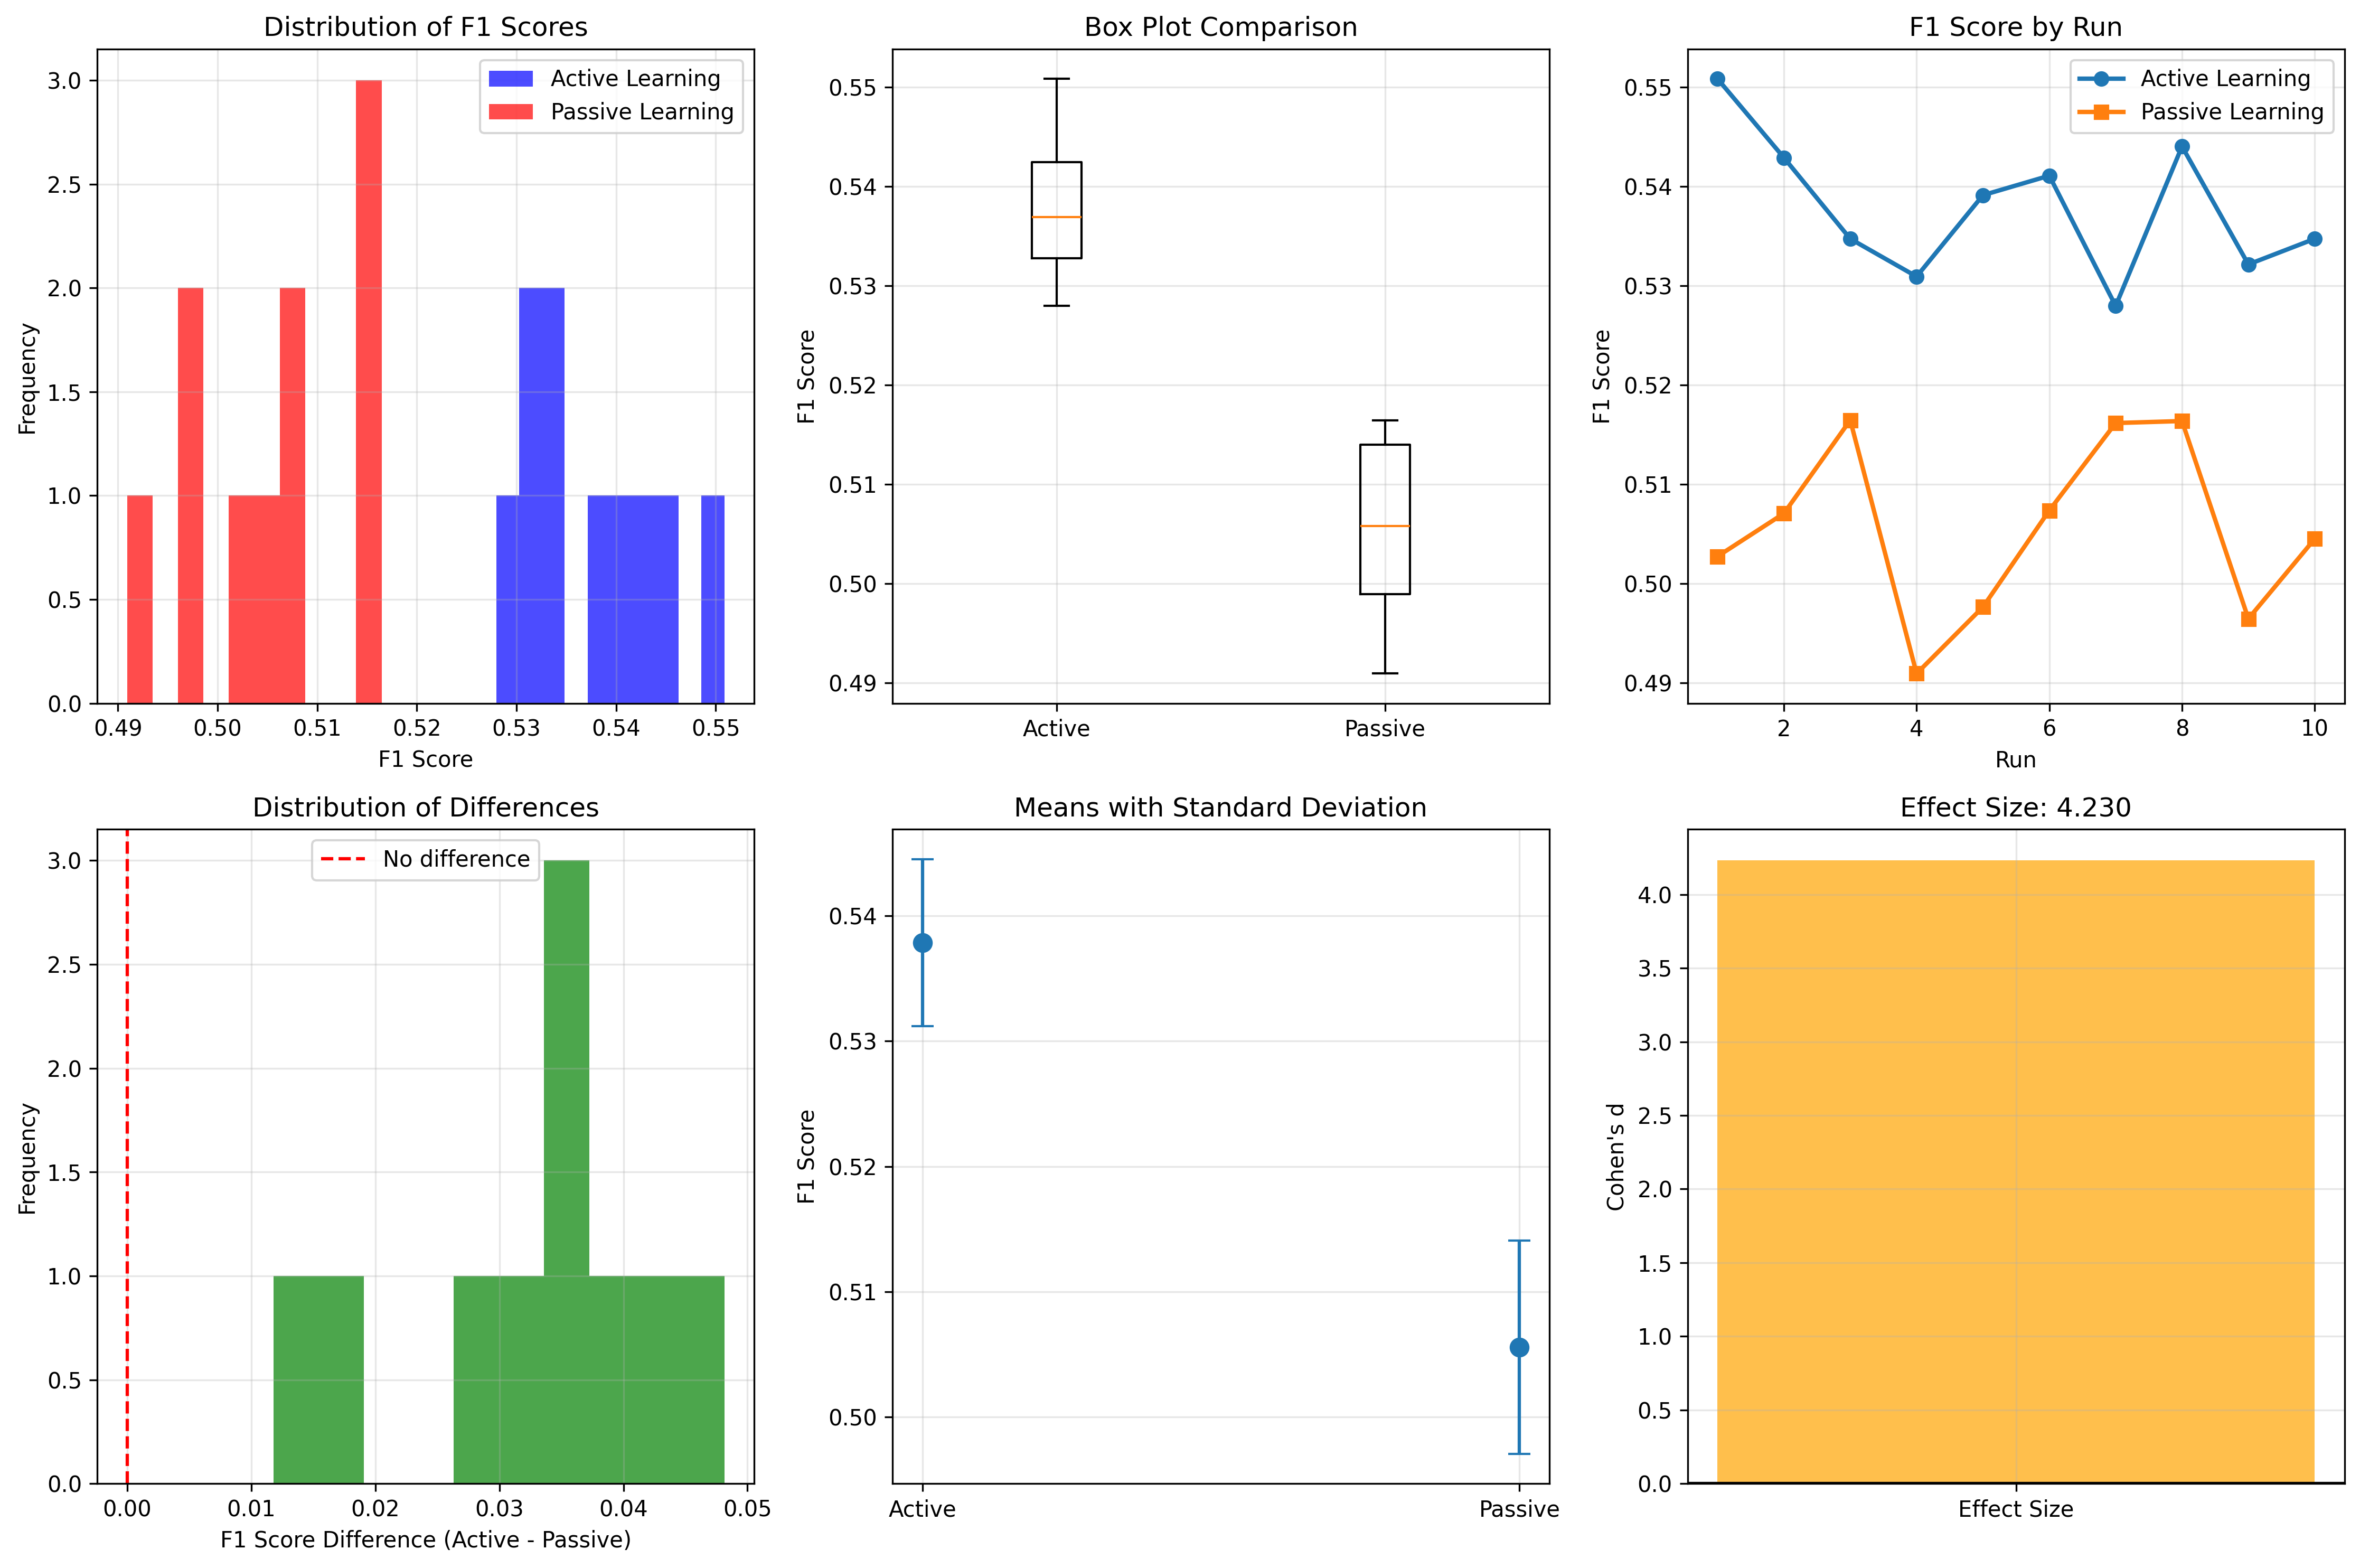 Distribution of F1 Scores
3.0
2.5
2.0
1.5
1.0
0.5
0.0
Frequency
Active Learning
Passive Learning
0.49 0.50 0.51 0.52 0.53 0.54 0.55
F1 Score
Box Plot Comparison
0.55
0.54
0.53
0.52
0.51
0.50
0.49
F1 Score
Active Passive
F1 Score by Run
0.55
0.54
0.53
0.52
0.51
0.50
0.49
F1 Score
Active Learning
Passive Learning
2 4 6 8 10
Run
Distribution of Differences
3.0
2.5
2.0
1.5
1.0
0.5
0.0
Frequency
No difference
0.00 0.01 0.02 0.03 0.04 0.05
F1 Score Difference (Active - Passive)
Means with Standard Deviation
0.54
0.53
0.52
0.51
0.50
F1 Score
Active Passive
Effect Size: 4.230
4.0
3.5
3.0
2.5
2.0
1.5
1.0
0.5
0.0
Cohen's d
Effect Size